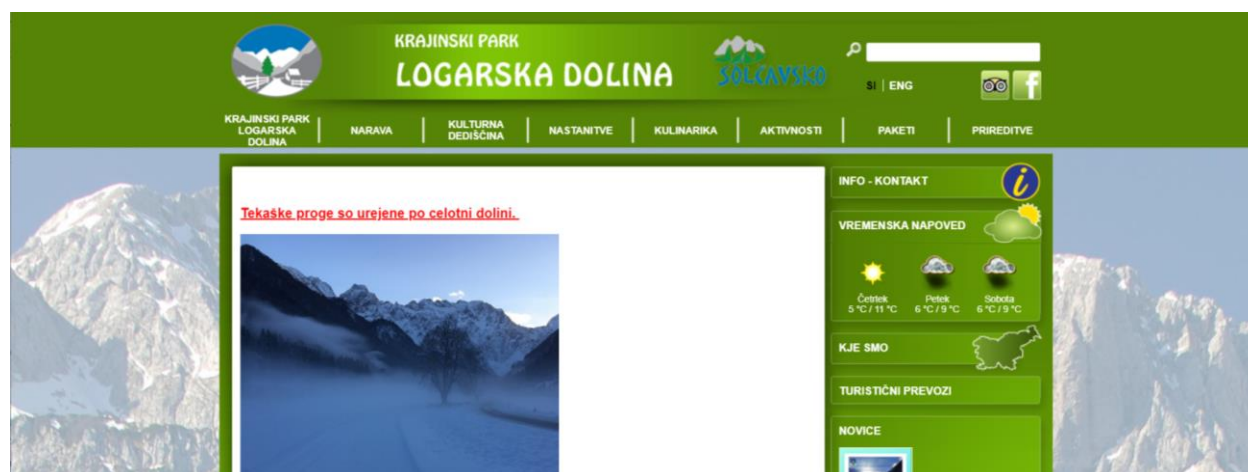 KRAJINSKI PARK
LOGARSKA DOLINA
SOLČAVSKO
SI | ENG
KRAJINSKI PARK
LOGARSKA
DOLINA
NARAVA
KULTURNA
DEDIŠČINA
NASTANITVE
KULINARIKA
AKTIVNOSTI
PAKETI
PRIREDITVE
Tekaške proge so urejene po celotni dolini.
INFO - KONTAKT
i
VREMENSKA NAPOVED
Četrtek
5 °C / 11 °C
Petek
6 °C / 9 °C
Sobota
6 °C / 9 °C
KJE SMO
TURISTIČNI PREVOZI
NOVICE